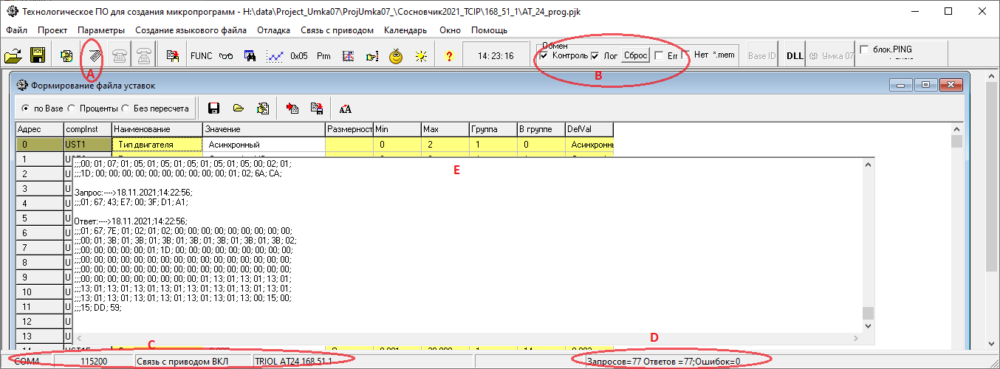 Технологическое ПО для создания микропрограмм - H:\data\Project_Umka07\ProjUmka07_\Сосновчик2021_TCIP\168_51_1\AT_24_prog.pjk
Файл Проект Параметры Создание языкового файла Отладка Связь с приводом Календарь Окно Помощь
FUNC 0x05 Prm ? 14: 23: 16 Обмен Контроль Лог Сброс Err Нет *.mem Base ID DLL Умка 07 блок.PING
A B
Формирование файла уставок
по Base Проценты Без пересчета
Адрес compInst Наименование Значение Размерност Min Max Группа В группе DefVal
0 UST1 Тип двигателя Асинхронный 0 2 1 0 Асинхронны
1 U
E
;;;00; 01; 07; 01; 05; 01; 05; 01; 05; 01; 05; 01; 05; 00; 02; 01;
2 U ;;;1D; 00; 00; 00; 00; 00; 00; 00; 00; 00; 01; 02; 6A; CA;
3 U Запрос:---->18.11.2021;14:22:56;
4 U ;;;01; 67; 43; E7; 00; 3F; D1; A1;
5 U Ответ:---->18.11.2021;14:22:56;
6 U ;;;01; 67; 7E; 01; 02; 01; 02; 00; 00; 00; 00; 00; 00; 00; 00;
;;;00; 01; 3B; 01; 3B; 01; 3B; 01; 3B; 01; 3B; 01; 3B; 01; 3B; 02;
7 U ;;;00; 00; 00; 00; 00; 01; 1D; 00; 00; 00; 00; 00; 00; 00; 00;
8 U ;;;00; 00; 00; 00; 00; 00; 00; 00; 00; 00; 00; 00; 00; 00; 00;
;;;00; 00; 00; 00; 00; 00; 00; 00; 00; 00; 00; 00; 00; 00; 00;
9 U ;;;00; 00; 00; 00; 00; 00; 00; 00; 01; 13; 01; 13; 01; 13; 01;
10 U ;;;13; 01; 13; 01; 13; 01; 13; 01; 13; 01; 13; 01; 13; 01; 13; 01;
11 U ;;;13; 01; 13; 01; 13; 01; 13; 01; 13; 01; 13; 01; 13; 00; 15; 00;
;;;15; DD; 59;
12 U
13 U
C D
COM4 115200 Связь с приводом ВКЛ TRIOL AT24 168.51.1 Запросов=77 Ответов =77;Ошибок=0